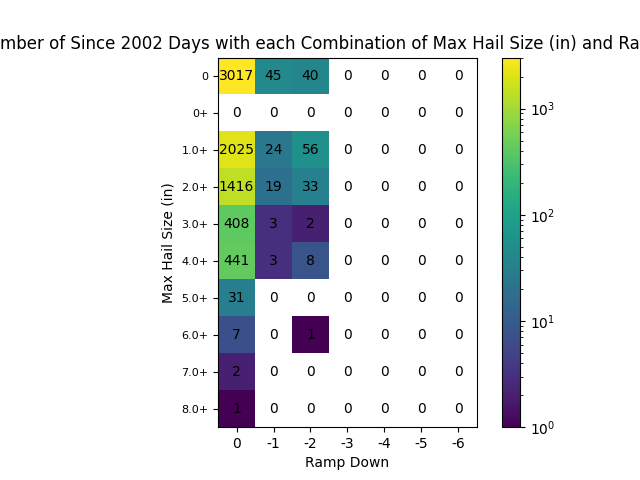 mber of Since 2002 Days with each Combination of Max Hail Size (in) and Ra
0 3017 45 40 0 0 0 0
0+ 0 0 0 0 0 0 0
1.0+ 2025 24 56 0 0 0 0
2.0+ 1416 19 33 0 0 0 0
3.0+ 408 3 2 0 0 0 0
4.0+ 441 3 8 0 0 0 0
5.0+ 31 0 0 0 0 0 0
6.0+ 7 0 1 0 0 0 0
7.0+ 2 0 0 0 0 0 0
8.0+ 1 0 0 0 0 0 0
0 -1 -2 -3 -4 -5 -6
Ramp Down
Max Hail Size (in)
10³
10²
10¹
10⁰